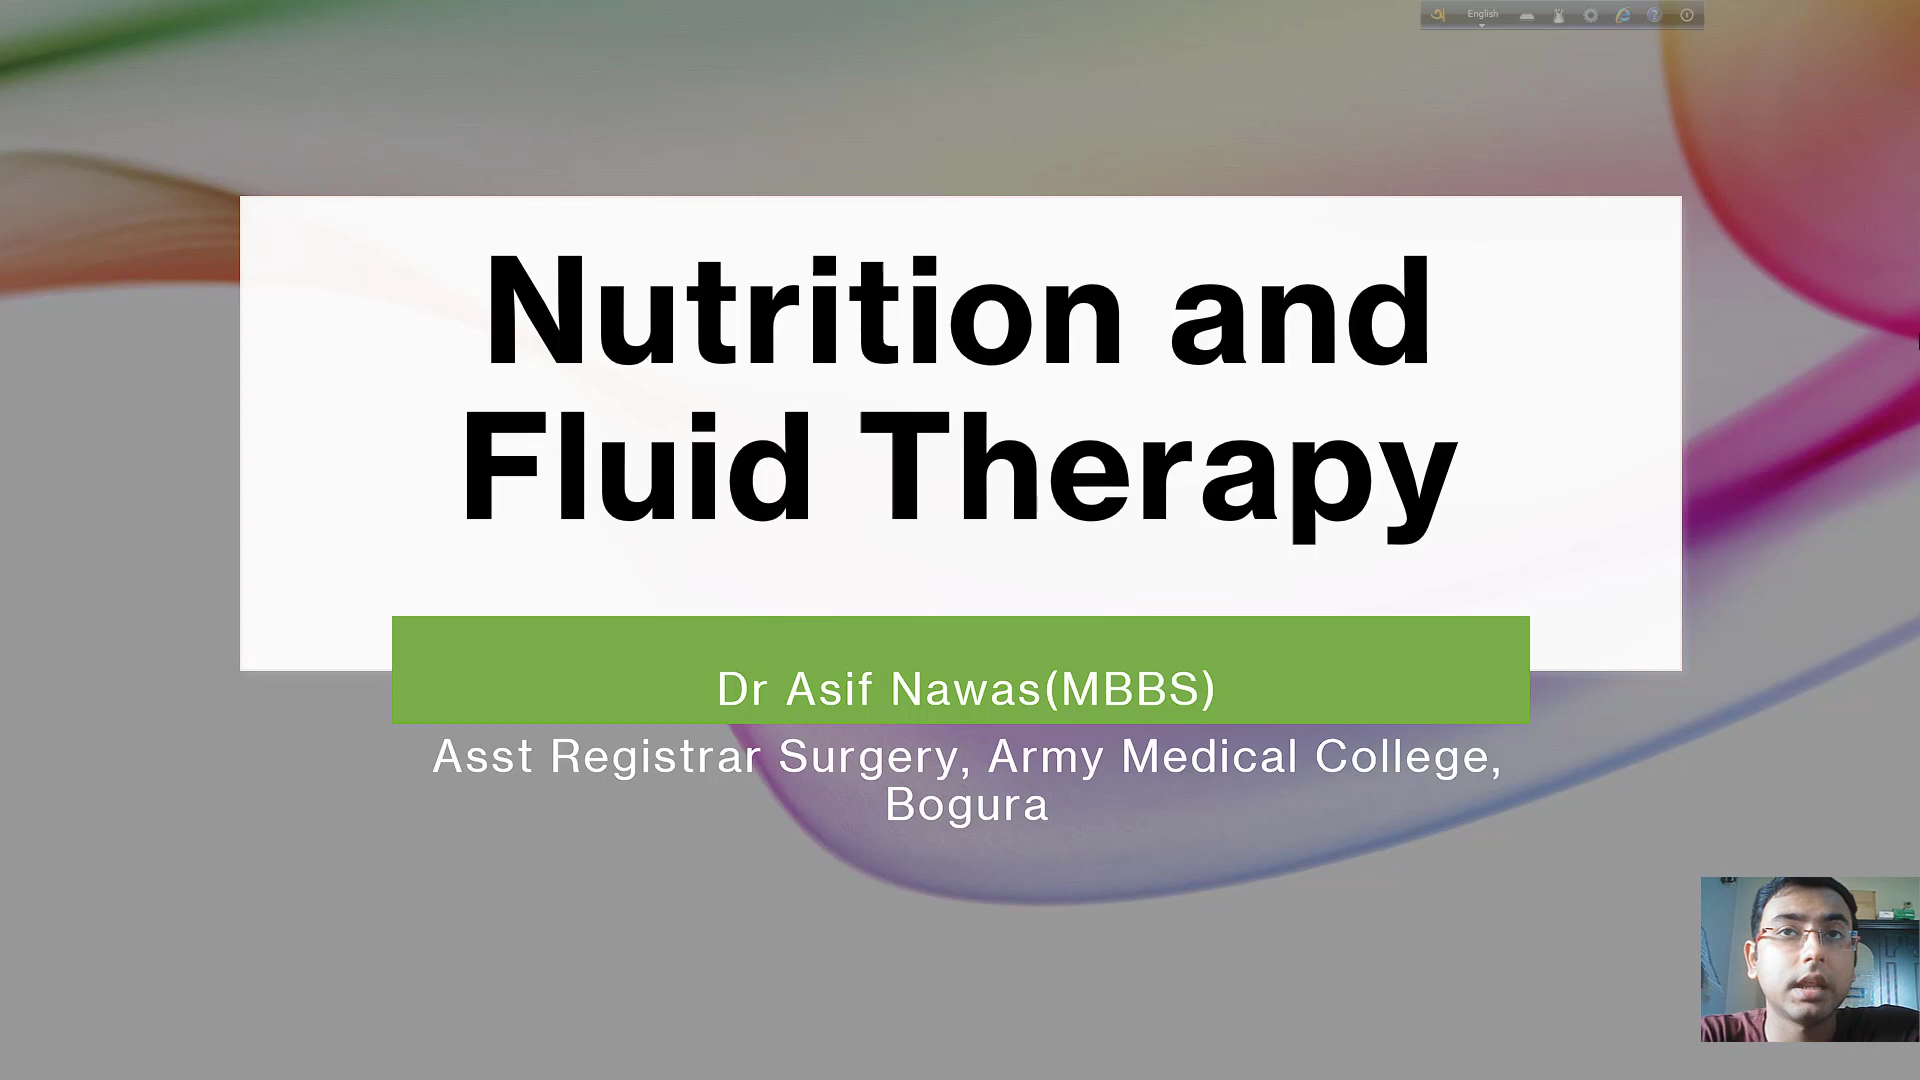 অ English
Nutrition and
Fluid Therapy
Dr Asif Nawas(MBBS)
Asst Registrar Surgery, Army Medical College,
Bogura